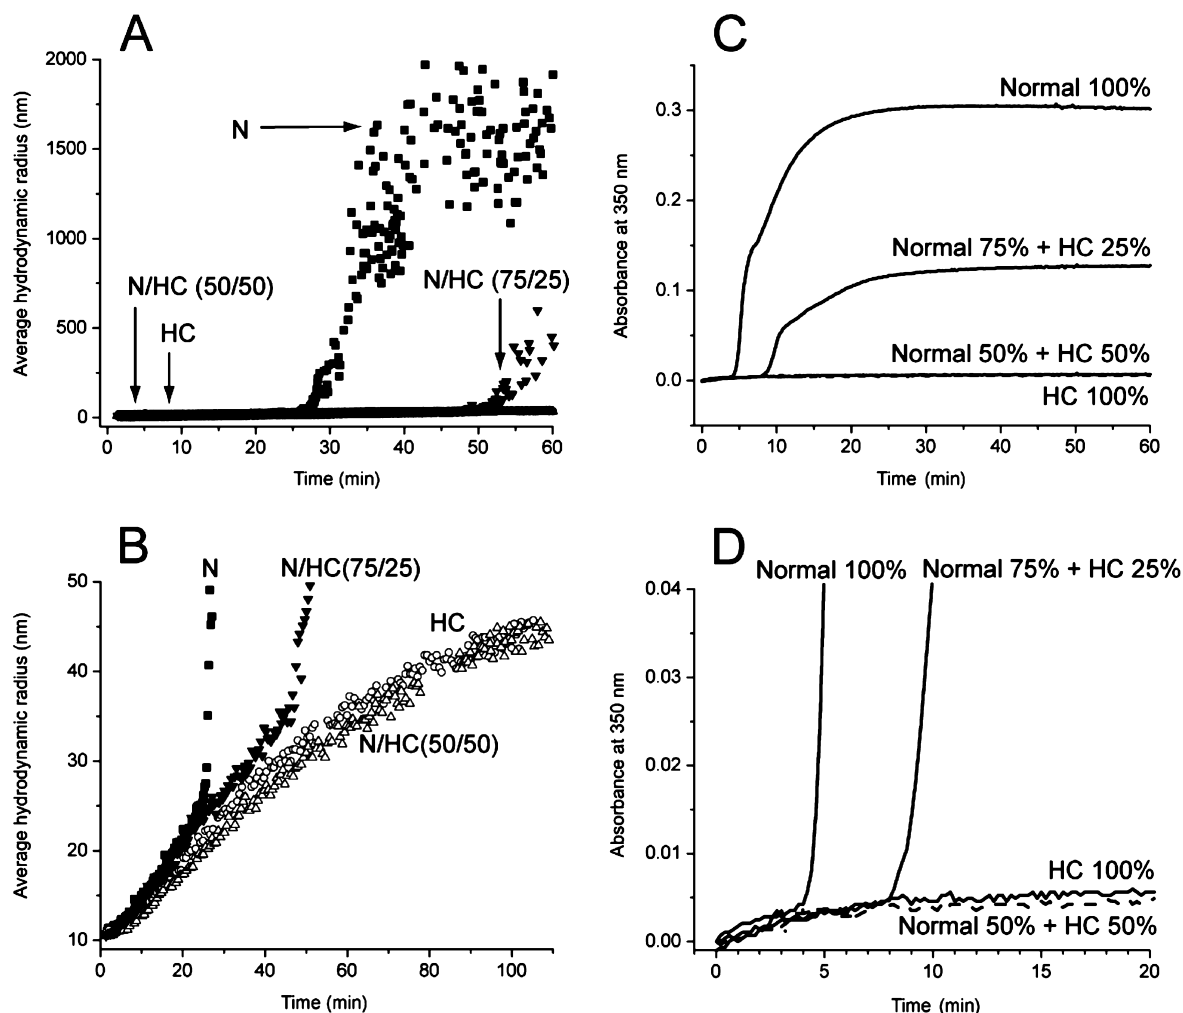 A
Average hydrodynamic radius (nm)
2000
1500
1000
500
0
N
N/HC (50/50)
HC
N/HC (75/25)
0 10 20 30 40 50 60
Time (min)
C
Absorbance at 350 nm
0.3
0.2
0.1
0.0
Normal 100%
Normal 75% + HC 25%
Normal 50% + HC 50%
HC 100%
0 10 20 30 40 50 60
Time (min)
B
Average hydrodynamic radius (nm)
50
40
30
20
10
N
N/HC(75/25)
HC
N/HC(50/50)
0 20 40 60 80 100
Time (min)
D
Absorbance at 350 nm
0.04
0.03
0.02
0.01
0.00
Normal 100%
Normal 75% + HC 25%
HC 100%
Normal 50% + HC 50%
0 5 10 15 20
Time (min)